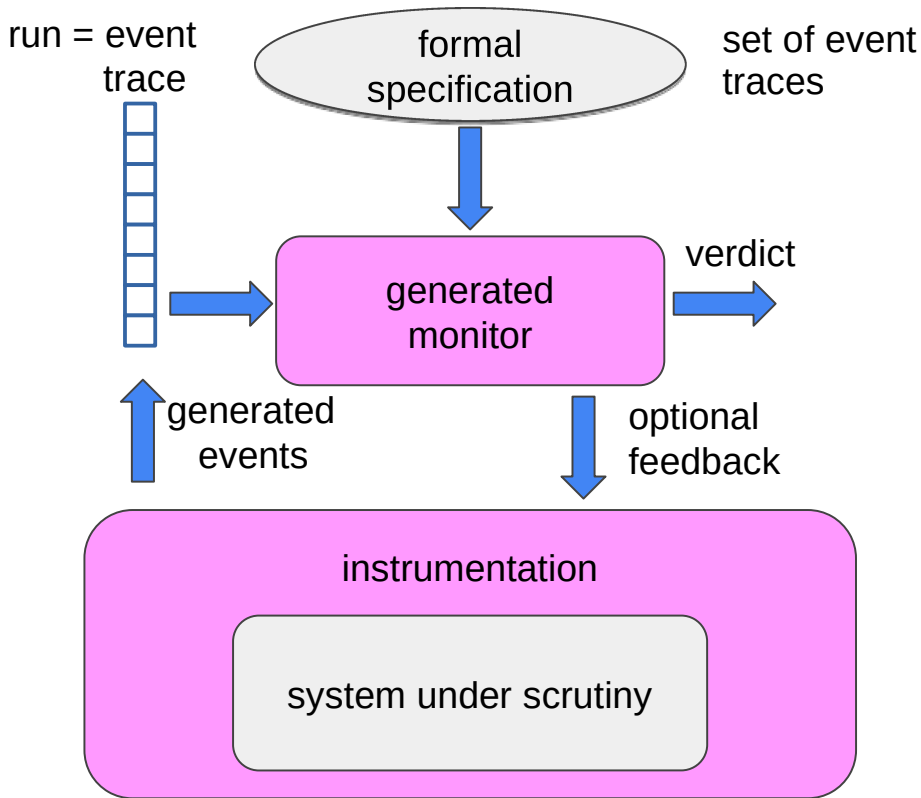 run = event
trace
formal
specification
set of event
traces
generated
monitor
verdict
generated
events
optional
feedback
instrumentation
system under scrutiny